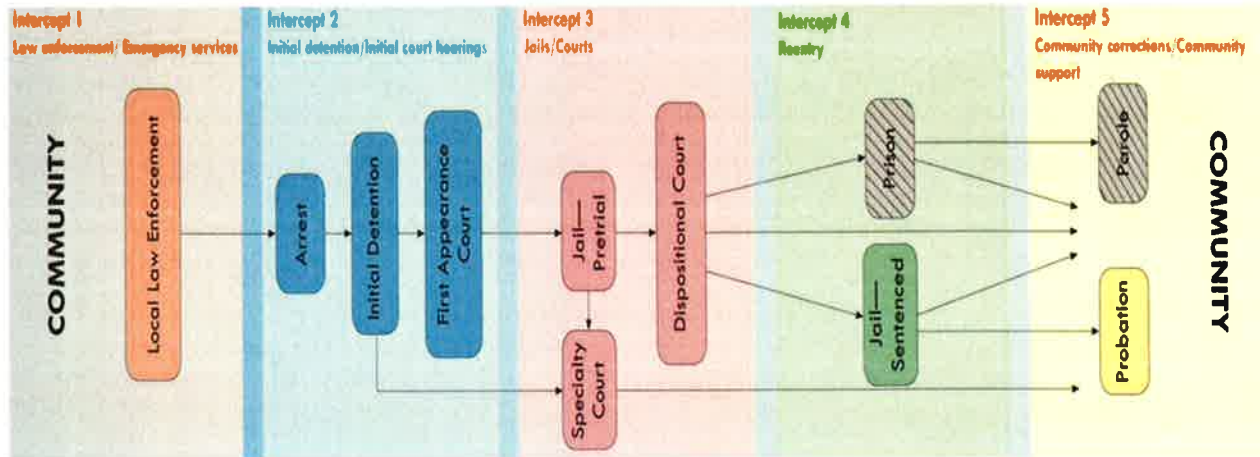 Intercept 1
Law enforcement/Emergency services
COMMUNITY
Local Law Enforcement
Intercept 2
Initial detention/Initial court hearings
Arrest
Initial Detention
First Appearance
Court
Intercept 3
Jails/Courts
Jail—
Pretrial
Specialty
Court
Dispositional Court
Intercept 4
Reentry
Prison
Jail—
Sentenced
Intercept 5
Community corrections/Community
support
Parole
Probation
COMMUNITY